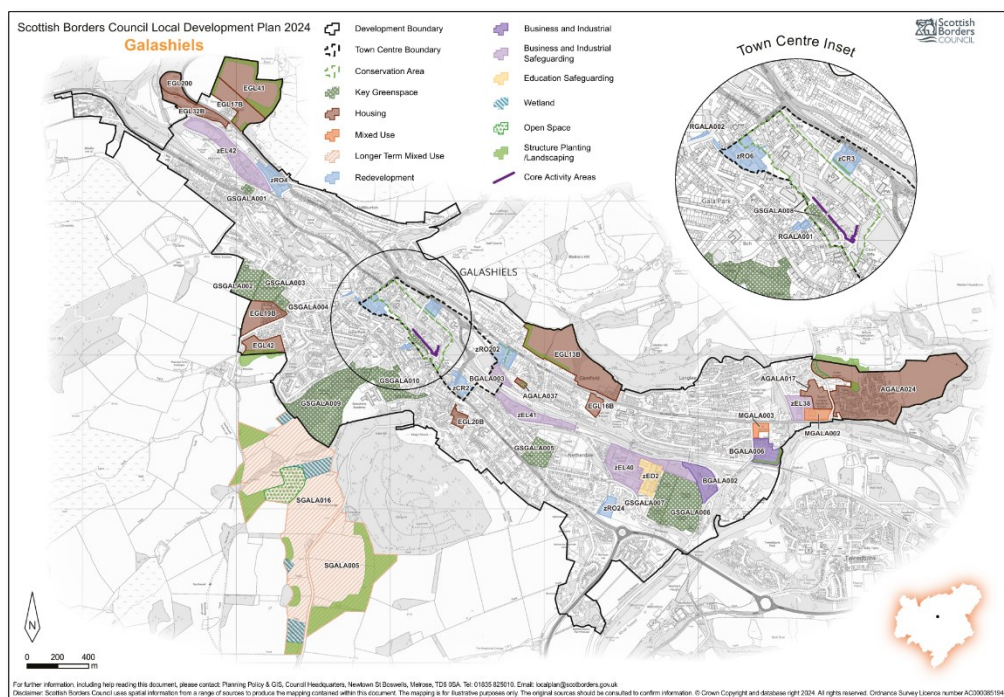 Scottish Borders Council Local Development Plan 2024
Galashiels
Development Boundary
Town Centre Boundary
Conservation Area
Key Greenspace
Housing
Mixed Use
Longer Term Mixed Use
Redevelopment
Business and Industrial
Business and Industrial
Safeguarding
Education Safeguarding
Wetland
Open Space
Structure Planting
/Landscaping
Core Activity Areas
Scottish
Borders
COUNCIL
Town Centre Inset
RGALA002
zRO6
zCR3
Gala Park
GSGALA008
RGALA001
EGL200
EGL41
EGL17B
EGL32B
zEL42
zRO4
GSGALA001
GALASHIELS
GSGALA002
GSGALA003
GSGALA004
EGL19B
EGL42
zRO202
EGL13B
BGALA003
GSGALA010
zCR2
AGALA037
EGL16B
GSGALA009
EGL20B
zEL41
AGALA017
AGALA024
zEL38
MGALA003
MGALA002
BGALA006
GSGALA005
zEL40
zED2
BGALA002
GSGALA007
GSGALA006
zRO24
SGALA016
SGALA005
N
0 200 400
m
For further information, including help reading this document, please contact: Planning Policy & GIS, Council Headquarters, Newtown St Boswells, Melrose, TD6 0SA. Tel: 01835 825010. Email: localplan@scotborders.gov.uk
Disclaimer: Scottish Borders Council uses spatial information from a range of sources to produce the mapping contained within this document. The mapping is for illustrative purposes only. The original sources should be consulted to confirm information. © Crown Copyright and database right 2024. All rights reserved. Ordnance Survey Licence number